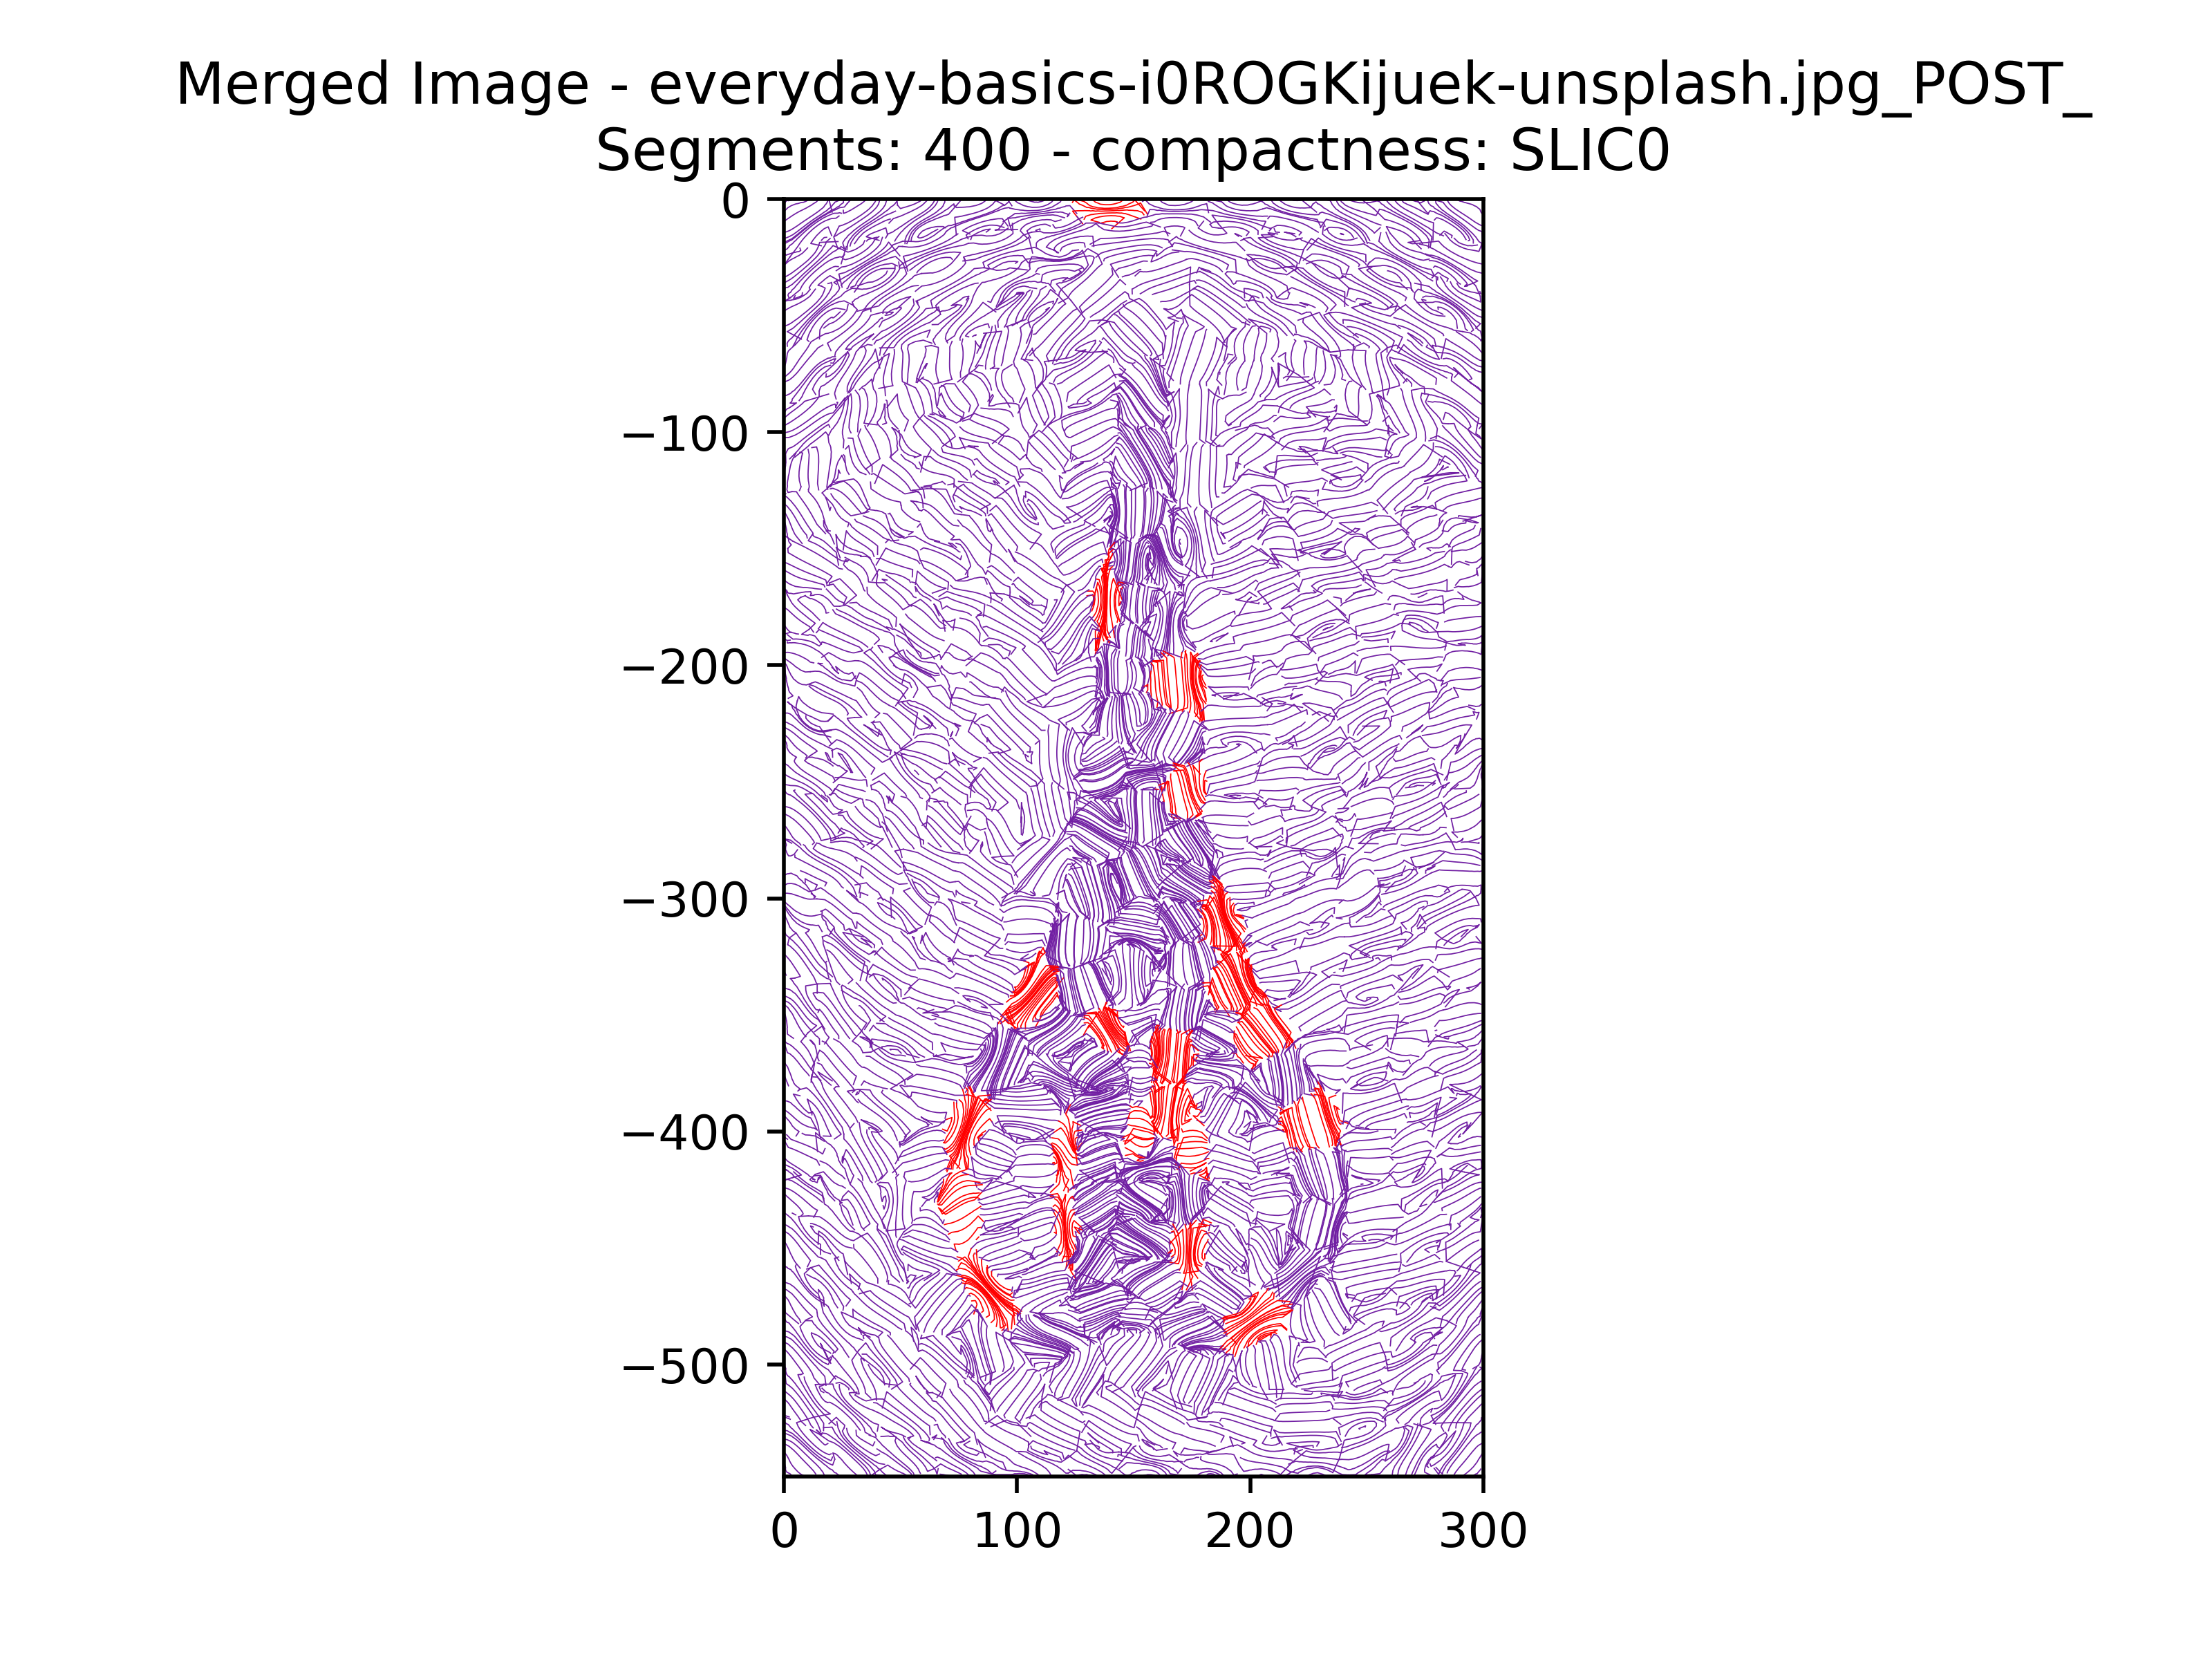 Merged Image - everyday-basics-i0ROGKijuek-unsplash.jpg_POST_
Segments: 400 - compactness: SLIC0
0
−100
−200
−300
−400
−500
0 100 200 300